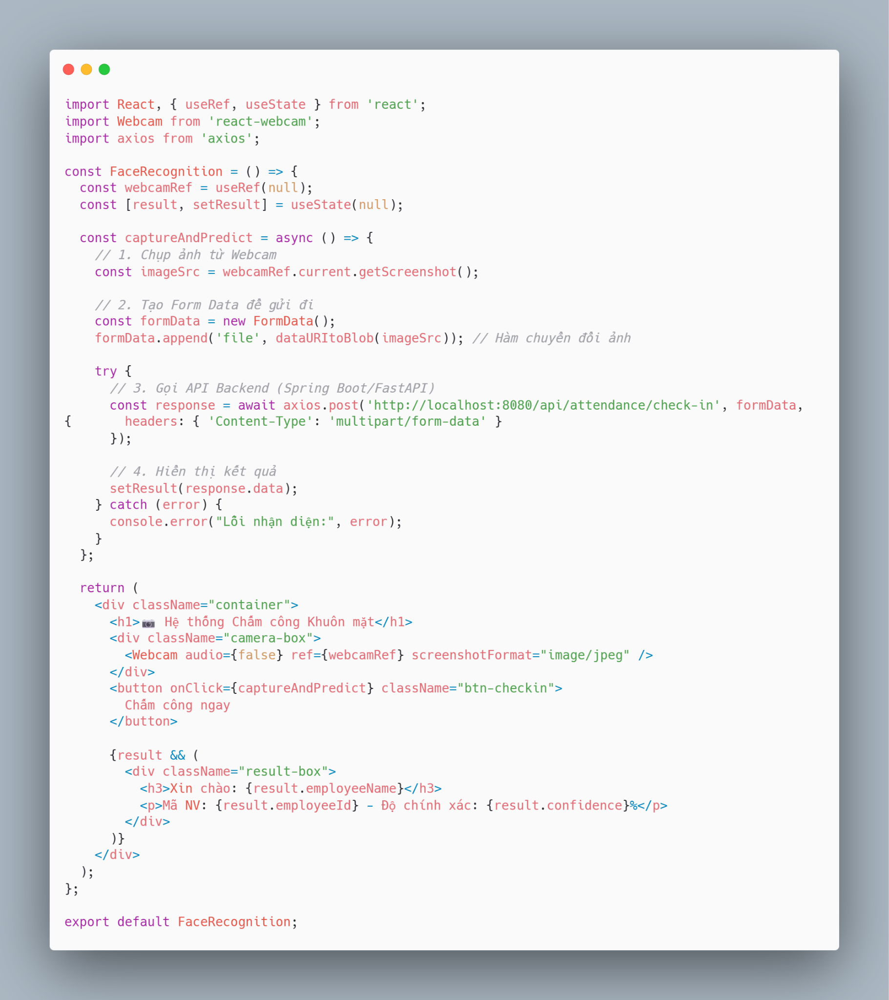 import React, { useRef, useState } from 'react';
import Webcam from 'react-webcam';
import axios from 'axios';

const FaceRecognition = () => {
  const webcamRef = useRef(null);
  const [result, setResult] = useState(null);

  const captureAndPredict = async () => {
    // 1. Chụp ảnh từ Webcam
    const imageSrc = webcamRef.current.getScreenshot();

    // 2. Tạo Form Data để gửi đi
    const formData = new FormData();
    formData.append('file', dataURItoBlob(imageSrc)); // Hàm chuyển đổi ảnh

    try {
      // 3. Gọi API Backend (Spring Boot/FastAPI)
      const response = await axios.post('http://localhost:8080/api/attendance/check-in', formData,
{       headers: { 'Content-Type': 'multipart/form-data' }
      });

      // 4. Hiển thị kết quả
      setResult(response.data);
    } catch (error) {
      console.error("Lỗi nhận diện:", error);
    }
  };

  return (
    <div className="container">
      <h1>📷 Hệ thống Chấm công Khuôn mặt</h1>
      <div className="camera-box">
        <Webcam audio={false} ref={webcamRef} screenshotFormat="image/jpeg" />
      </div>
      <button onClick={captureAndPredict} className="btn-checkin">
        Chấm công ngay
      </button>

      {result && (
        <div className="result-box">
          <h3>Xin chào: {result.employeeName}</h3>
          <p>Mã NV: {result.employeeId} - Độ chính xác: {result.confidence}%</p>
        </div>
      )}
    </div>
  );
};

export default FaceRecognition;